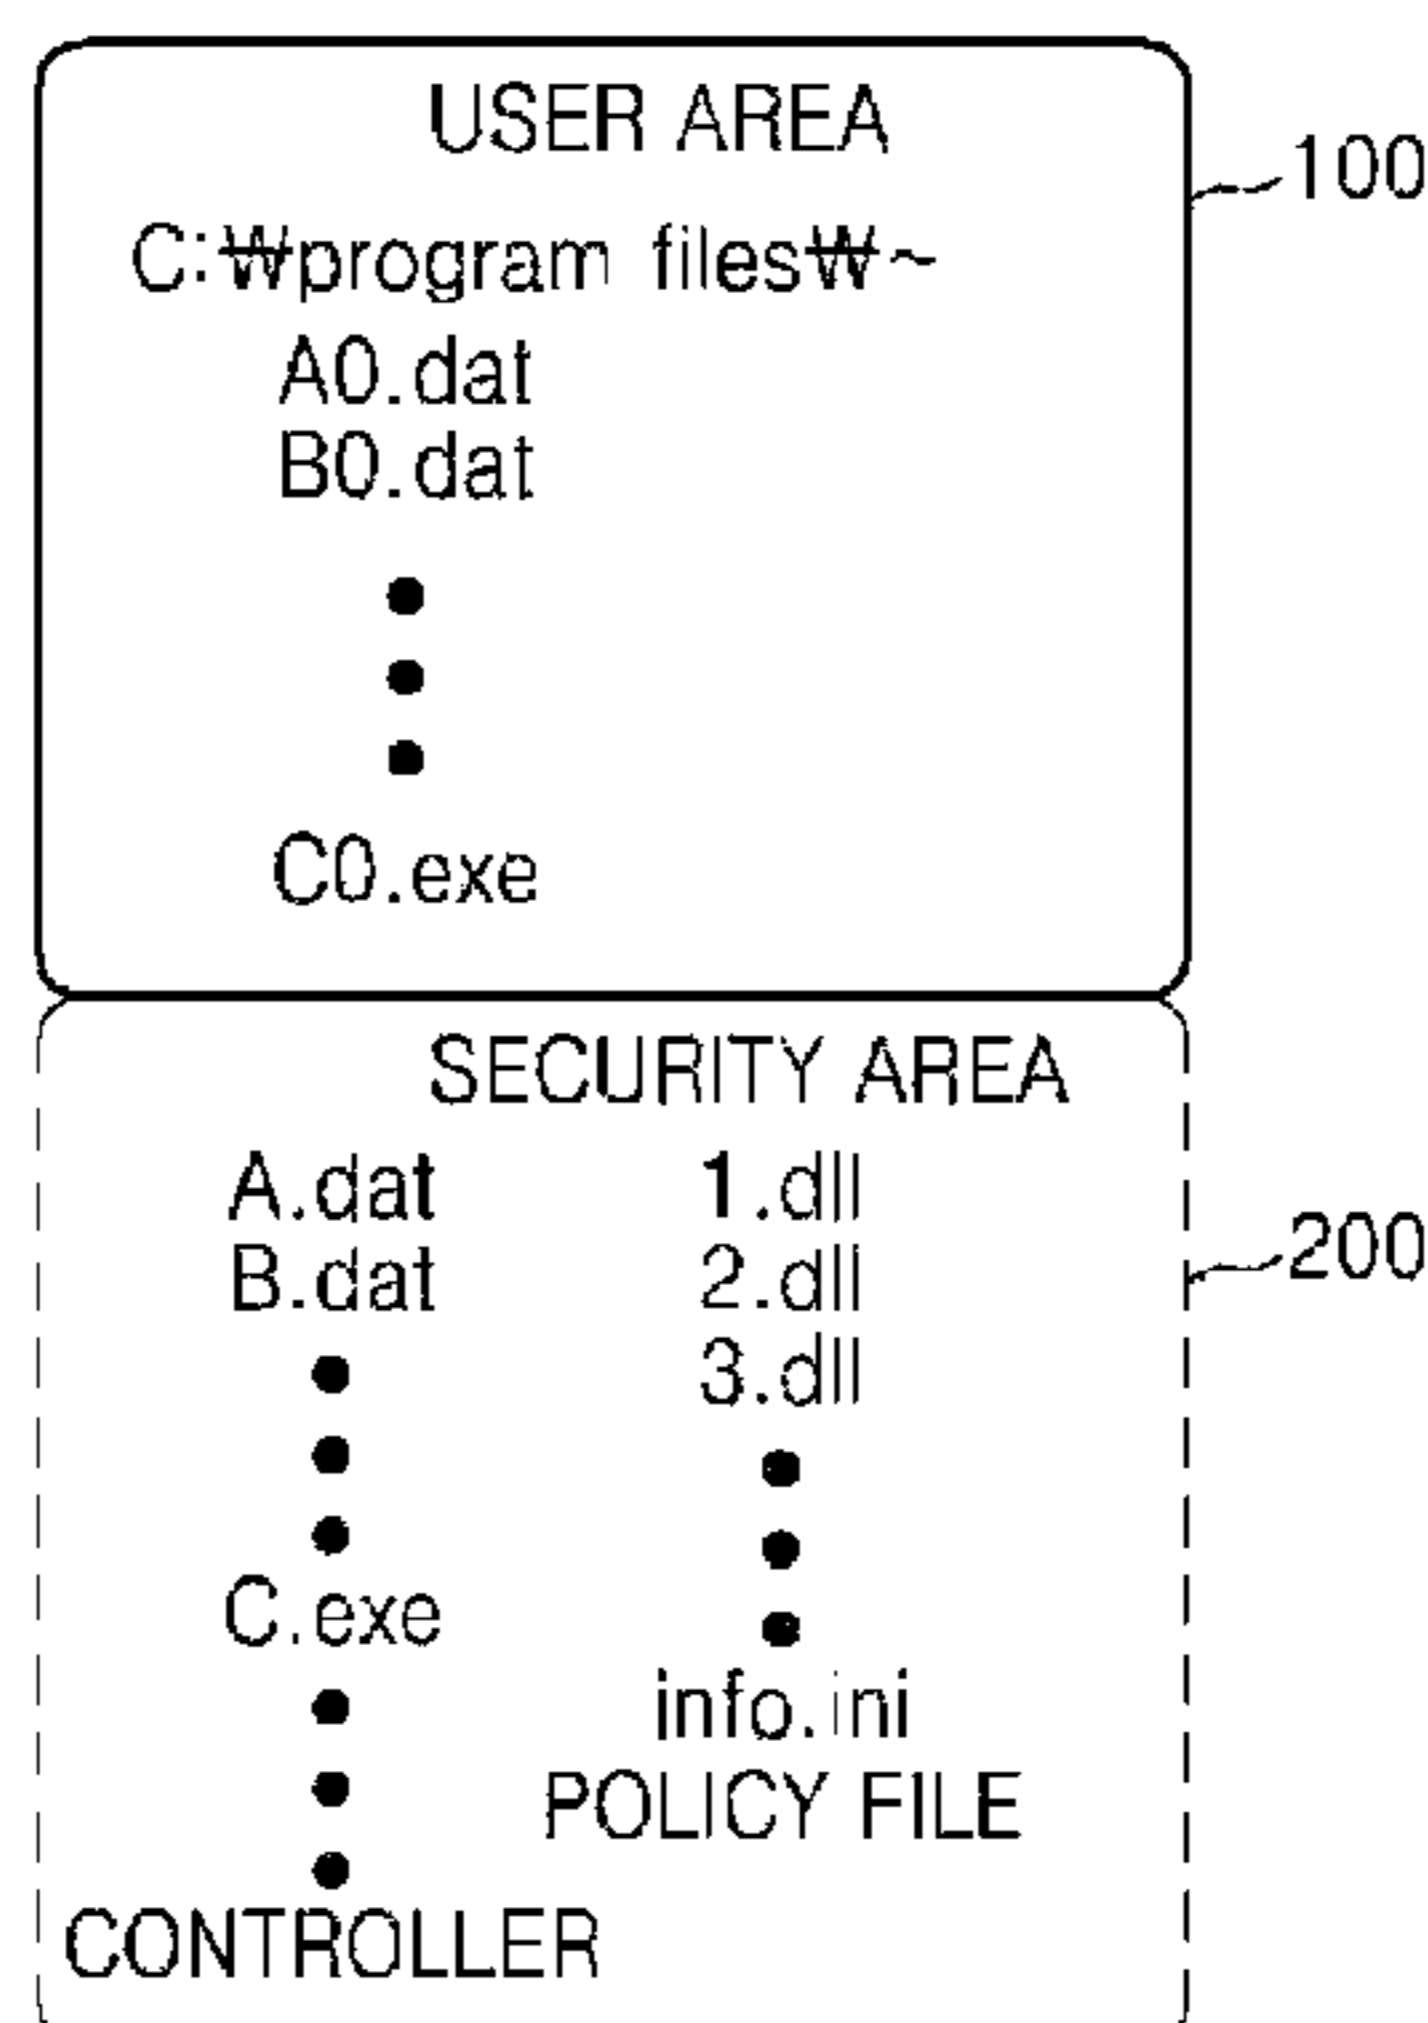 USER AREA
100
C:₩program files₩~
A0.dat
B0.dat
C0.exe
SECURITY AREA
A.dat 1.dll
B.dat 2.dll
200
3.dll
C.exe
info.ini
POLICY FILE
CONTROLLER